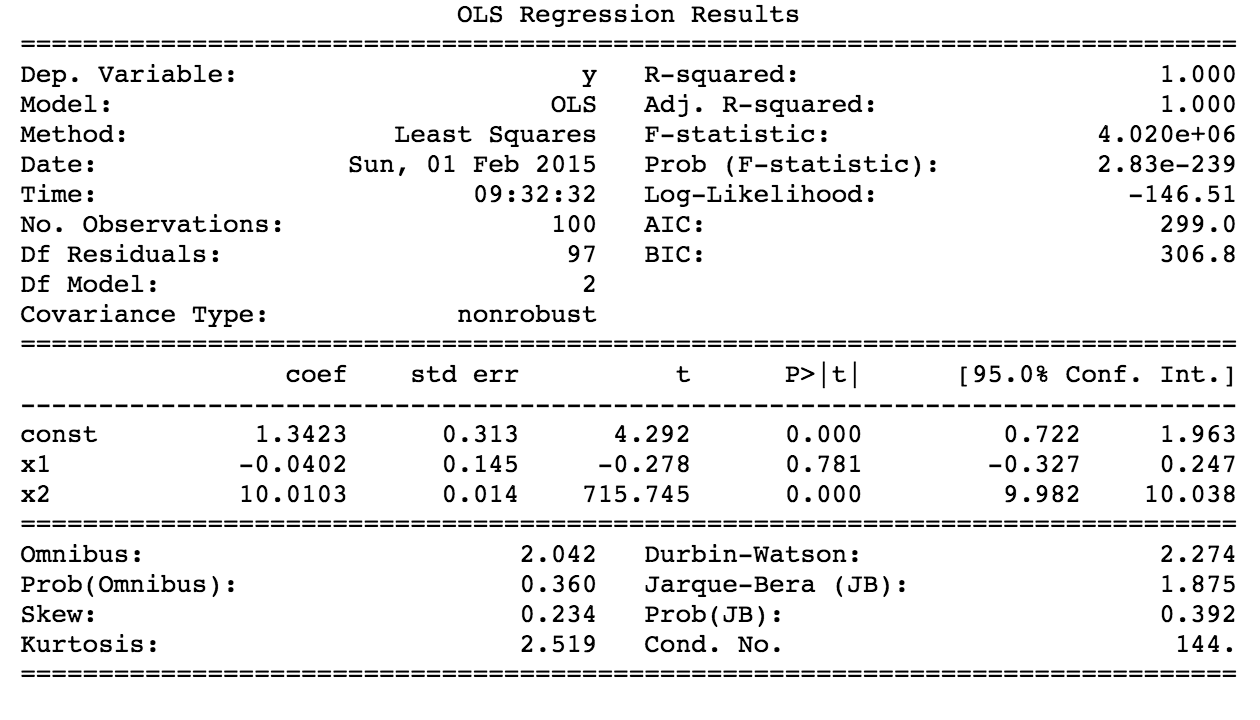 OLS Regression Results
==============================================================================
Dep. Variable:                      y   R-squared:                       1.000
Model:                            OLS   Adj. R-squared:                  1.000
Method:                 Least Squares   F-statistic:                 4.020e+06
Date:                Sun, 01 Feb 2015   Prob (F-statistic):          2.83e-239
Time:                        09:32:32   Log-Likelihood:                -146.51
No. Observations:                 100   AIC:                             299.0
Df Residuals:                      97   BIC:                             306.8
Df Model:                           2
Covariance Type:            nonrobust
==============================================================================
                 coef    std err          t      P>|t|      [95.0% Conf. Int.]
------------------------------------------------------------------------------
const          1.3423      0.313      4.292      0.000         0.722     1.963
x1            -0.0402      0.145     -0.278      0.781        -0.327     0.247
x2            10.0103      0.014    715.745      0.000         9.982    10.038
==============================================================================
Omnibus:                        2.042   Durbin-Watson:                   2.274
Prob(Omnibus):                  0.360   Jarque-Bera (JB):                1.875
Skew:                           0.234   Prob(JB):                        0.392
Kurtosis:                       2.519   Cond. No.                         144.
==============================================================================